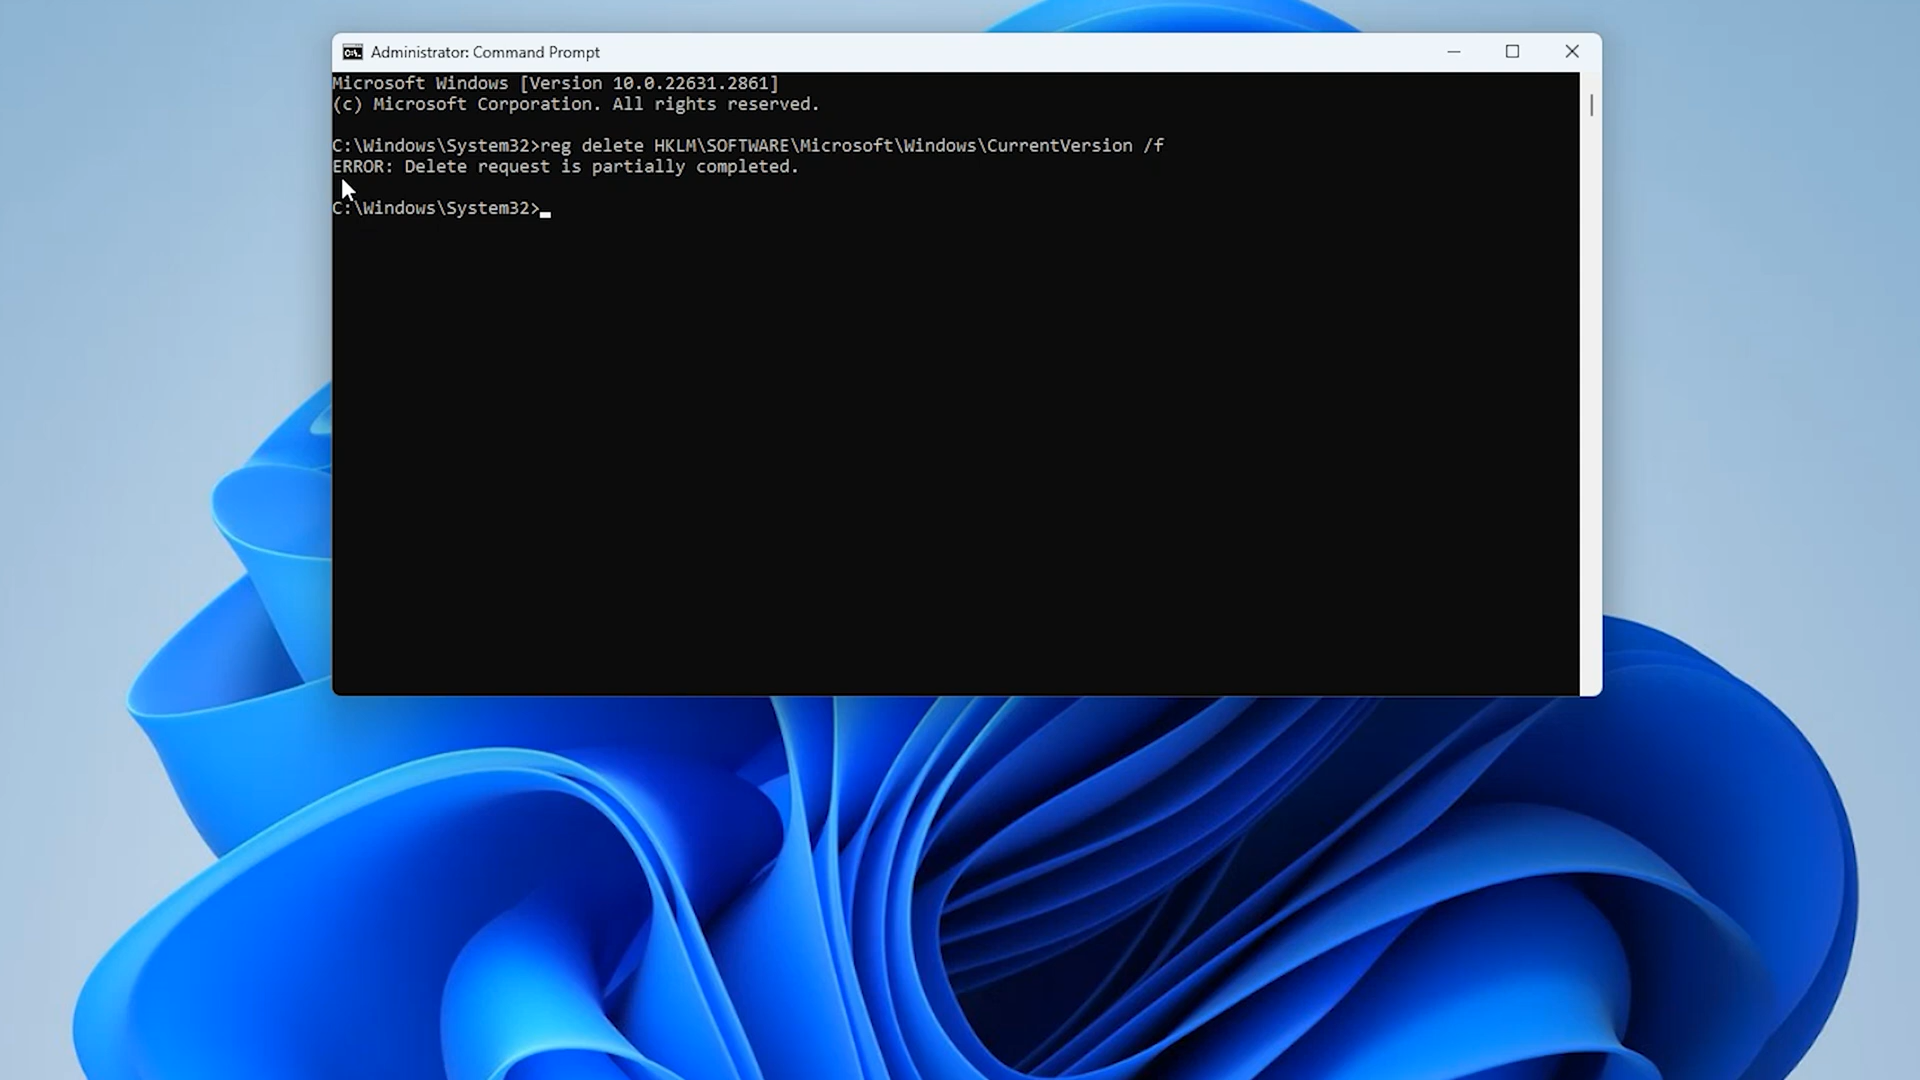 Administrator: Command Prompt
Microsoft Windows [Version 10.0.22631.2861]
(c) Microsoft Corporation. All rights reserved.
C:\Windows\System32>reg delete HKLM\SOFTWARE\Microsoft\Windows\CurrentVersion /f
ERROR: Delete request is partially completed.
C:\Windows\System32>